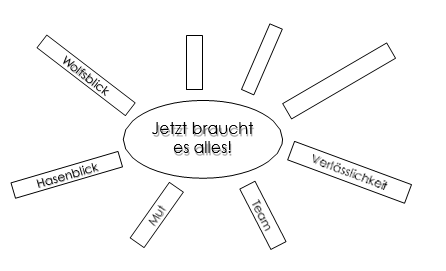 Wolfsblick
Jetzt braucht
es alles!
Hasenblick
Verlässlichkeit
Mut
Team